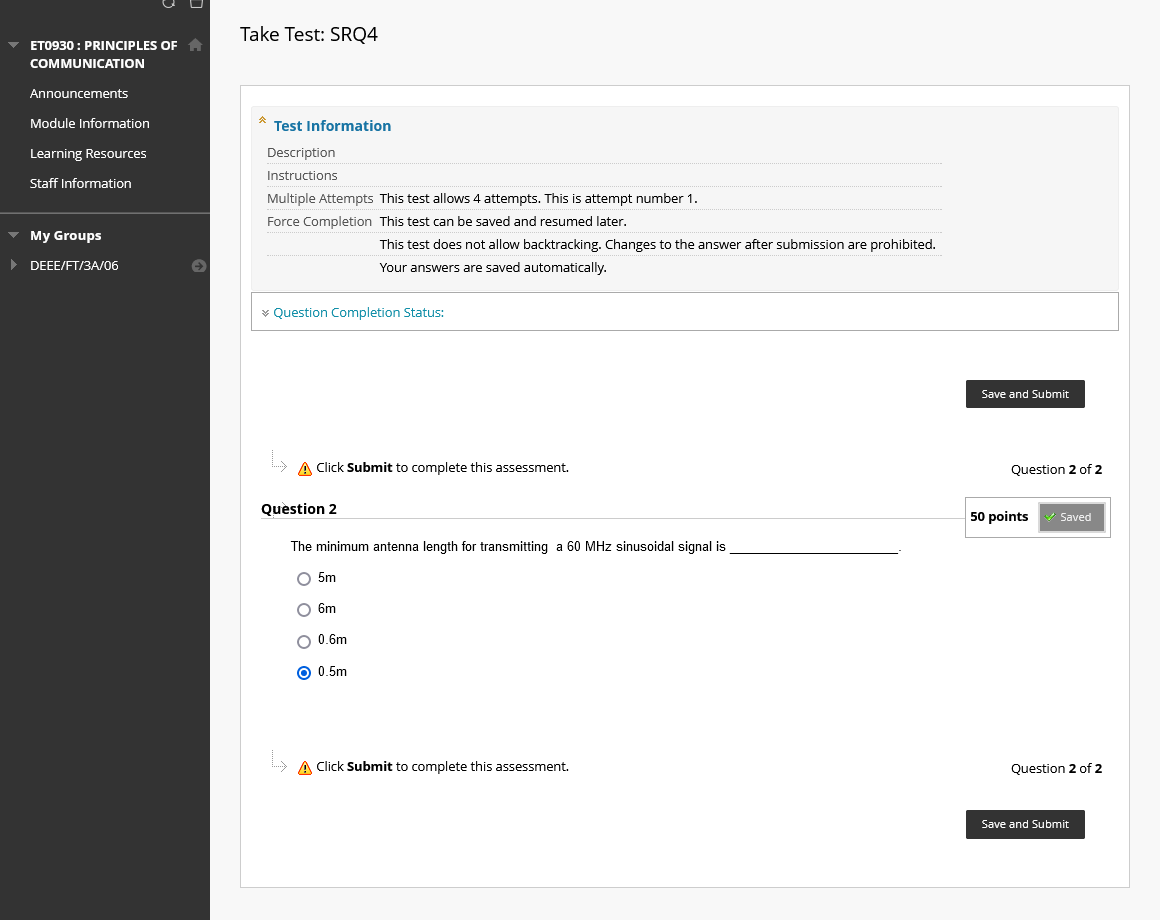 ET0930 : PRINCIPLES OF
COMMUNICATION
Announcements
Module Information
Learning Resources
Staff Information
My Groups
DEEE/FT/3A/06
Take Test: SRQ4
Test Information
Description
Instructions
Multiple Attempts This test allows 4 attempts. This is attempt number 1.
Force Completion This test can be saved and resumed later.
This test does not allow backtracking. Changes to the answer after submission are prohibited.
Your answers are saved automatically.
Question Completion Status:
Save and Submit
Click Submit to complete this assessment. Question 2 of 2
Question 2
50 points Saved
The minimum antenna length for transmitting  a 60 MHz sinusoidal signal is ________________________.
5m
6m
0.6m
0.5m
Click Submit to complete this assessment. Question 2 of 2
Save and Submit